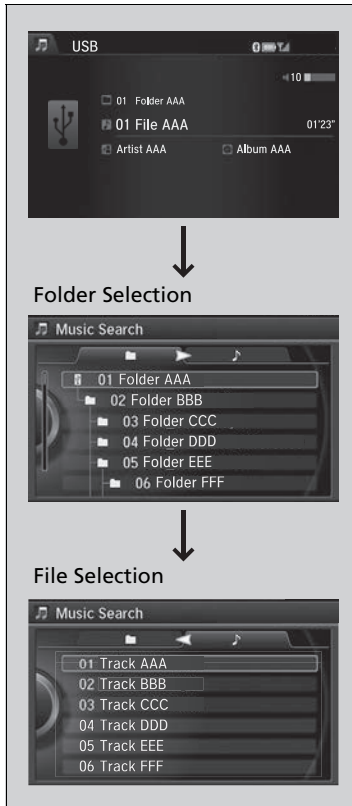 USB
10
01 Folder AAA
01 File AAA 01'23"
Artist AAA Album AAA
Folder Selection
Music Search
01 Folder AAA
02 Folder BBB
03 Folder CCC
04 Folder DDD
05 Folder EEE
06 Folder FFF
File Selection
Music Search
01 Track AAA
02 Track BBB
03 Track CCC
04 Track DDD
05 Track EEE
06 Track FFF